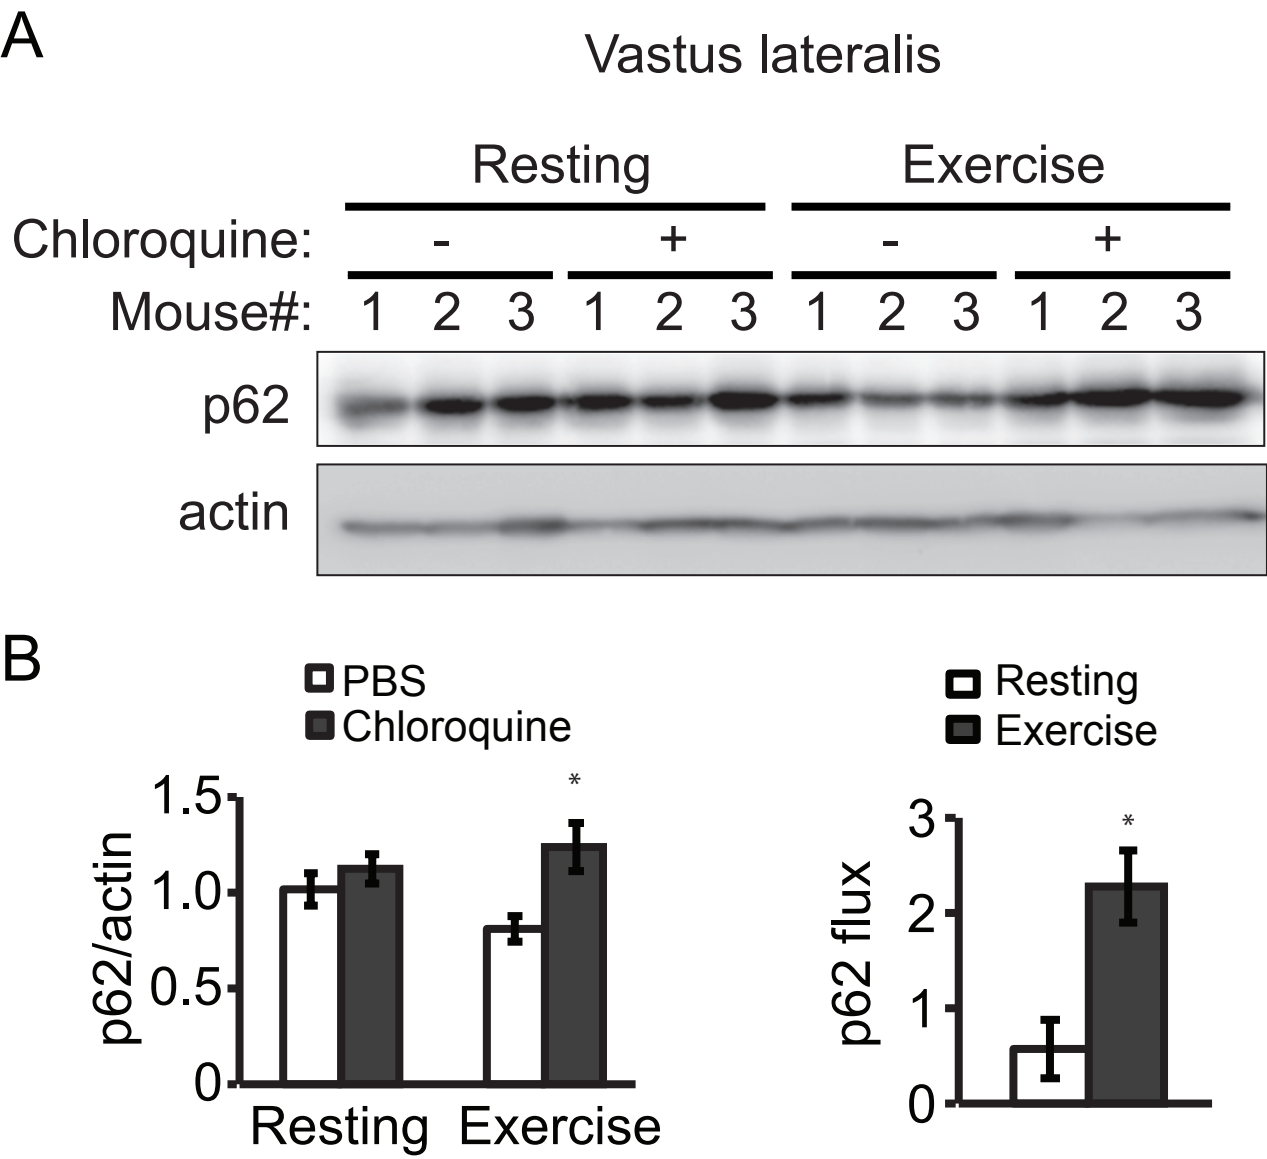 A
Vastus lateralis
Resting Exercise
Chloroquine: - + - +
Mouse#: 1 2 3 1 2 3 1 2 3 1 2 3
p62
actin
B
PBS
Chloroquine
p62/actin
1.5
1.0
0.5
0
*
Resting Exercise
Resting
Exercise
p62 flux
3
2
1
0
*